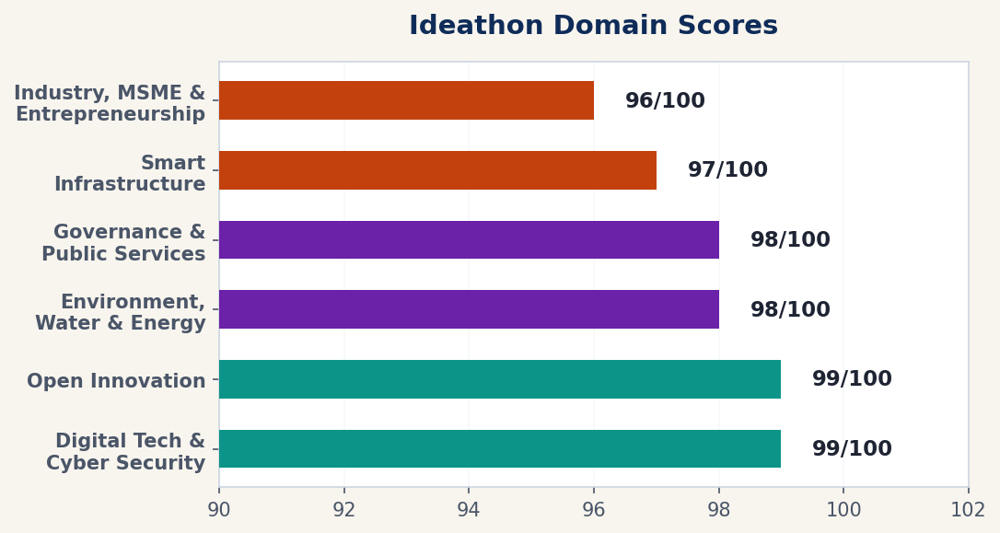 Ideathon Domain Scores
Industry, MSME &
Entrepreneurship
96/100
Smart
Infrastructure
97/100
Governance &
Public Services
98/100
Environment,
Water & Energy
98/100
Open Innovation
99/100
Digital Tech &
Cyber Security
99/100
90 92 94 96 98 100 102